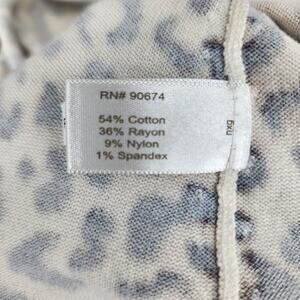 RN# 90674
54% Cotton
36% Rayon
9% Nylon
1% Spandex